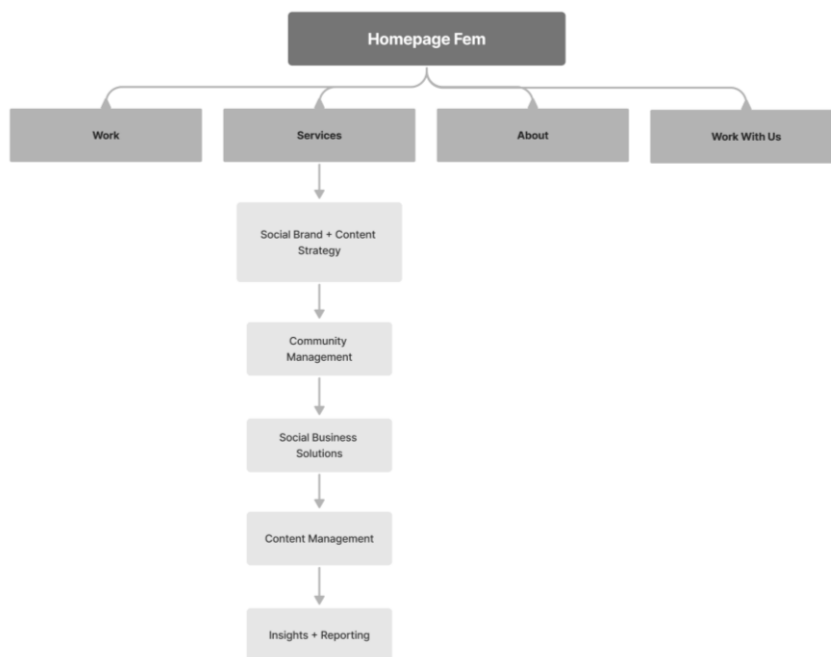 Homepage Fem
Work
Services
About
Work With Us
Social Brand + Content
Strategy
Community
Management
Social Business
Solutions
Content Management
Insights + Reporting